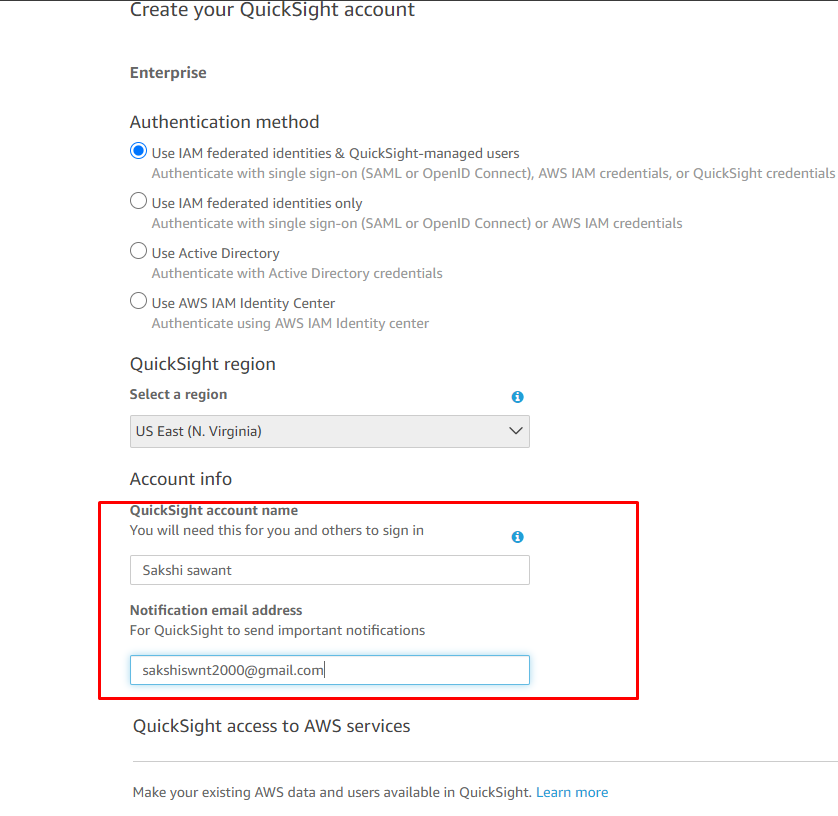 Create your QuickSight account
Enterprise
Authentication method
Use IAM federated identities & QuickSight-managed users
Authenticate with single sign-on (SAML or OpenID Connect), AWS IAM credentials, or QuickSight credentials
Use IAM federated identities only
Authenticate with single sign-on (SAML or OpenID Connect) or AWS IAM credentials
Use Active Directory
Authenticate with Active Directory credentials
Use AWS IAM Identity Center
Authenticate using AWS IAM Identity center
QuickSight region
Select a region
US East (N. Virginia)
Account info
QuickSight account name
You will need this for you and others to sign in
Sakshi sawant
Notification email address
For QuickSight to send important notifications
sakshiswnt2000@gmail.com
QuickSight access to AWS services
Make your existing AWS data and users available in QuickSight. Learn more